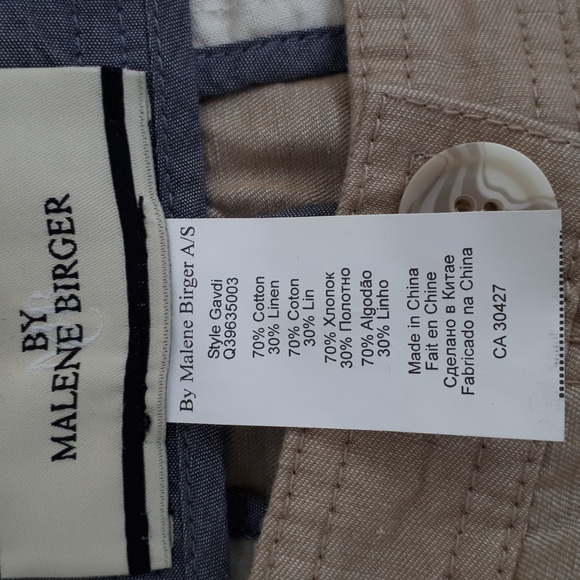 BY
MALENE BIRGER
By Malene Birger A/S
Style Gavdi
Q39635003
70% Cotton
30% Linen
70% Coton
30% Lin
70% Хлопок
30% Полотно
70% Algodão
30% Linho
Made in China
Fait en Chine
Сделано в Китае
Fabricado na China
CA 30427